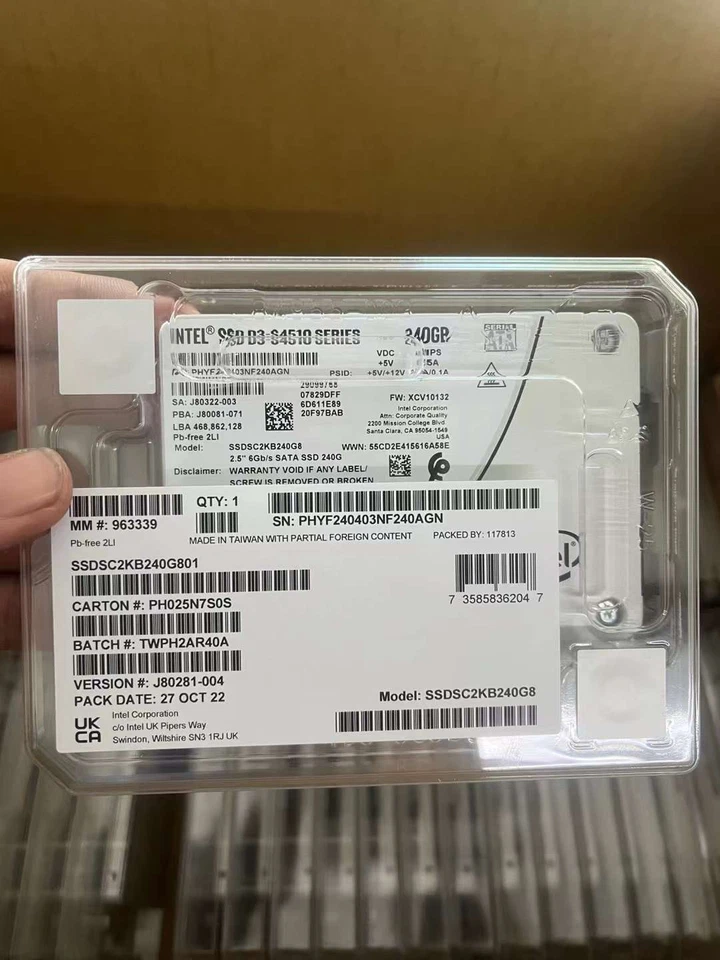 INTEL® SSD D3-S4510 SERIES 240GB
SERIAL
ATA
VDC
+5V
PHYF240403NF240AGN
PSID:
+5V/+12V
29099768
07829DFF
6D611E89
20F97BAB
SA: J80322-003
PBA: J80081-071
LBA 468,862,128
Pb-free 2LI
Model: SSDSC2KB240G8
2.5" 6Gb/s SATA SSD 240G
FW: XCV10132
Intel Corporation
Attn: Corporate Quality
2200 Mission College Blvd.
Santa Clara, CA 95054-1549
USA
WWN: 55CD2E415616A58E
Disclaimer: WARRANTY VOID IF ANY LABEL/
SCREW IS REMOVED OR BROKEN
MM #: 963339
QTY: 1
SN: PHYF240403NF240AGN
Pb-free 2LI
MADE IN TAIWAN WITH PARTIAL FOREIGN CONTENT
PACKED BY: 117813
SSDSC2KB240G801
7 3585836204 7
CARTON #: PH025N7S0S
BATCH #: TWPH2AR40A
VERSION #: J80281-004
PACK DATE: 27 OCT 22
Model: SSDSC2KB240G8
UK
CA
Intel Corporation
c/o Intel UK Pipers Way
Swindon, Wiltshire SN3 1RJ UK